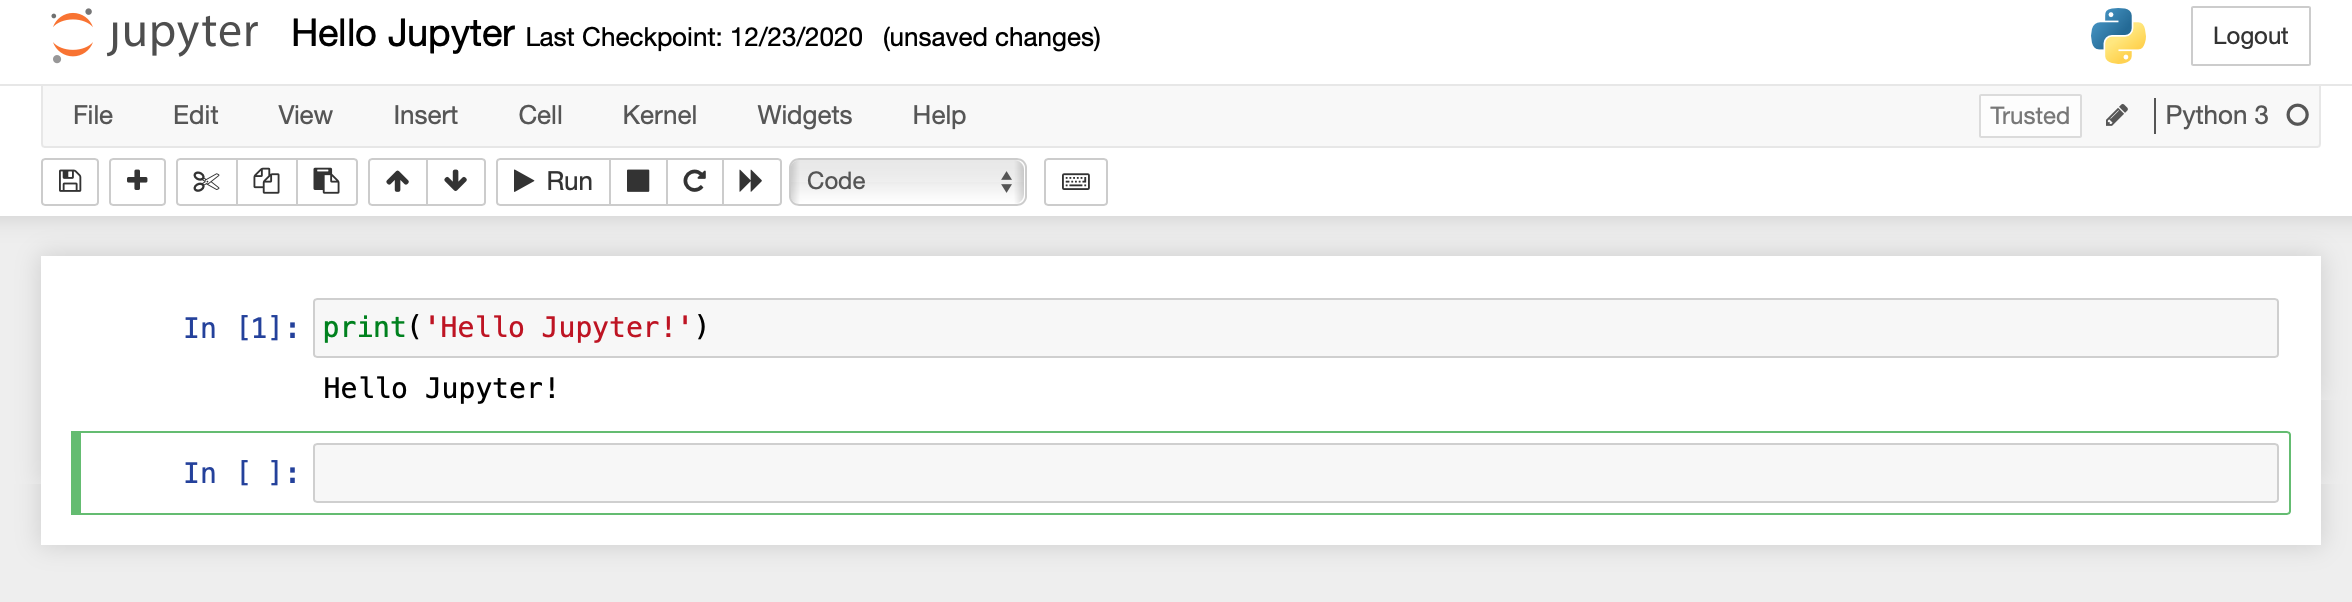 jupyter Hello Jupyter Last Checkpoint: 12/23/2020 (unsaved changes) Logout
File Edit View Insert Cell Kernel Widgets Help Trusted Python 3
Run Code
In [1]: print('Hello Jupyter!')
Hello Jupyter!
In [ ]: